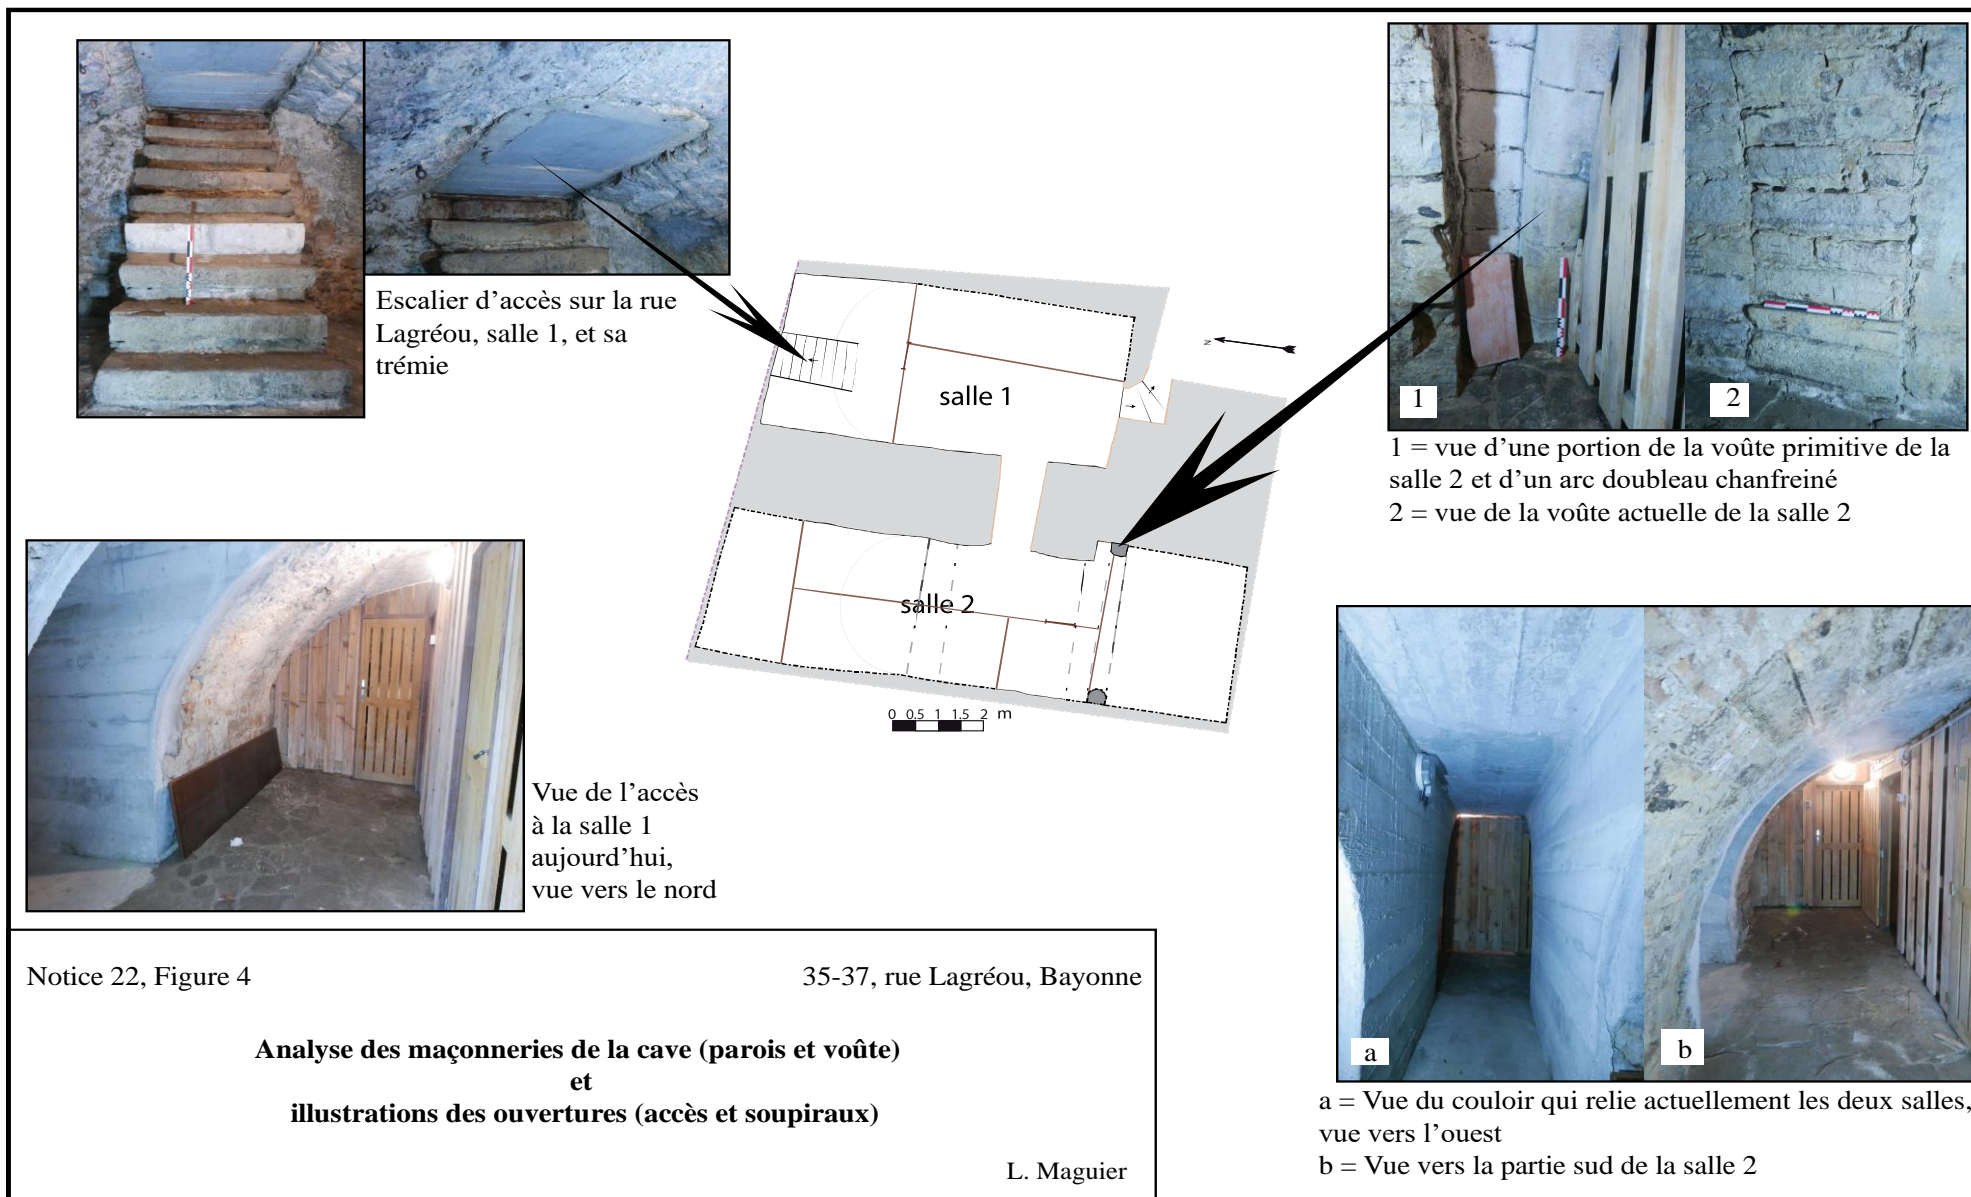 Escalier d’accès sur la rue
Lagréou, salle 1, et sa
trémie
salle 1
salle 2
z
0 0.5 1 1.5 2 m
1
2
1 = vue d’une portion de la voûte primitive de la
salle 2 et d’un arc doubleau chanfreiné
2 = vue de la voûte actuelle de la salle 2
Vue de l’accès
à la salle 1
aujourd’hui,
vue vers le nord
a
b
a = Vue du couloir qui relie actuellement les deux salles,
vue vers l’ouest
b = Vue vers la partie sud de la salle 2
Notice 22, Figure 4
35-37, rue Lagréou, Bayonne
Analyse des maçonneries de la cave (parois et voûte)
et
illustrations des ouvertures (accès et soupiraux)
L. Maguier